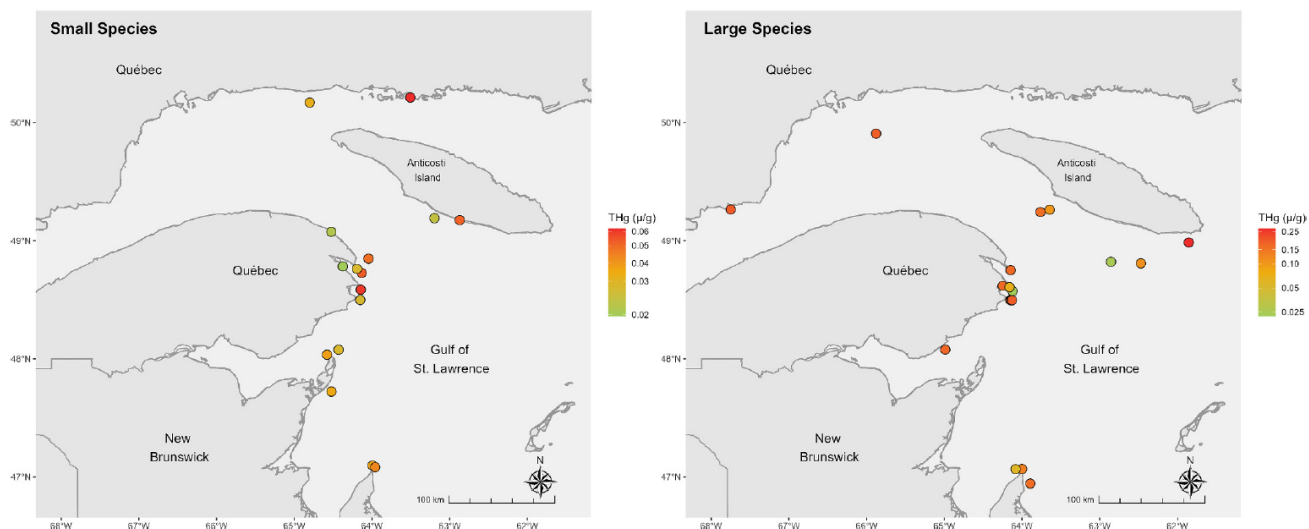 Small Species
Québec
50°N
Anticosti
Island
49°N
Québec
48°N
Gulf of
St. Lawrence
New
Brunswick
47°N
N
100 km
68°W
67°W
66°W
65°W
64°W
63°W
62°W
THg (μ/g)
0.06
0.05
0.04
0.03
0.02
Large Species
Québec
50°N
Anticosti
Island
49°N
Québec
48°N
Gulf of
St. Lawrence
New
Brunswick
47°N
N
100 km
68°W
67°W
66°W
65°W
64°W
63°W
62°W
THg (μ/g)
0.25
0.15
0.10
0.05
0.025